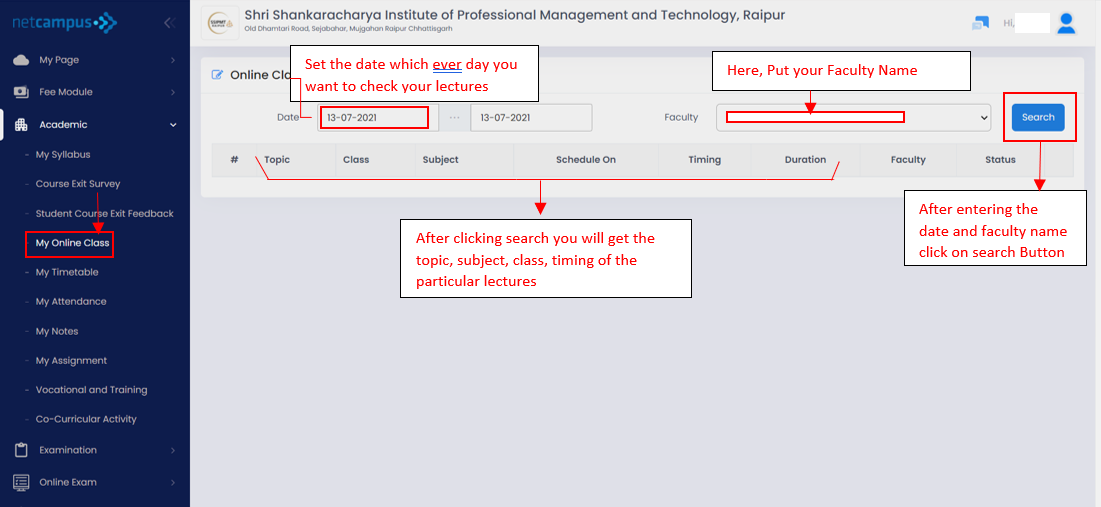 netcampus
My Page
Fee Module
Academic
My Syllabus
Course Exit Survey
Student Course Exit Feedback
My Online Class
My Timetable
My Attendance
My Notes
My Assignment
Vocational and Training
Co-Curricular Activity
Examination
Online Exam
Shri Shankaracharya Institute of Professional Management and Technology, Raipur
Old Dhamtari Road, Sejabahar, Mujgahan Raipur Chhattisgarh
Hi,
Online Cla
Set the date which ever day you
want to check your lectures
Here, Put your Faculty Name
Date 13-07-2021 ... 13-07-2021 Faculty Search
# Topic Class Subject Schedule On Timing Duration Faculty Status
After clicking search you will get the
topic, subject, class, timing of the
particular lectures
After entering the
date and faculty name
click on search Button